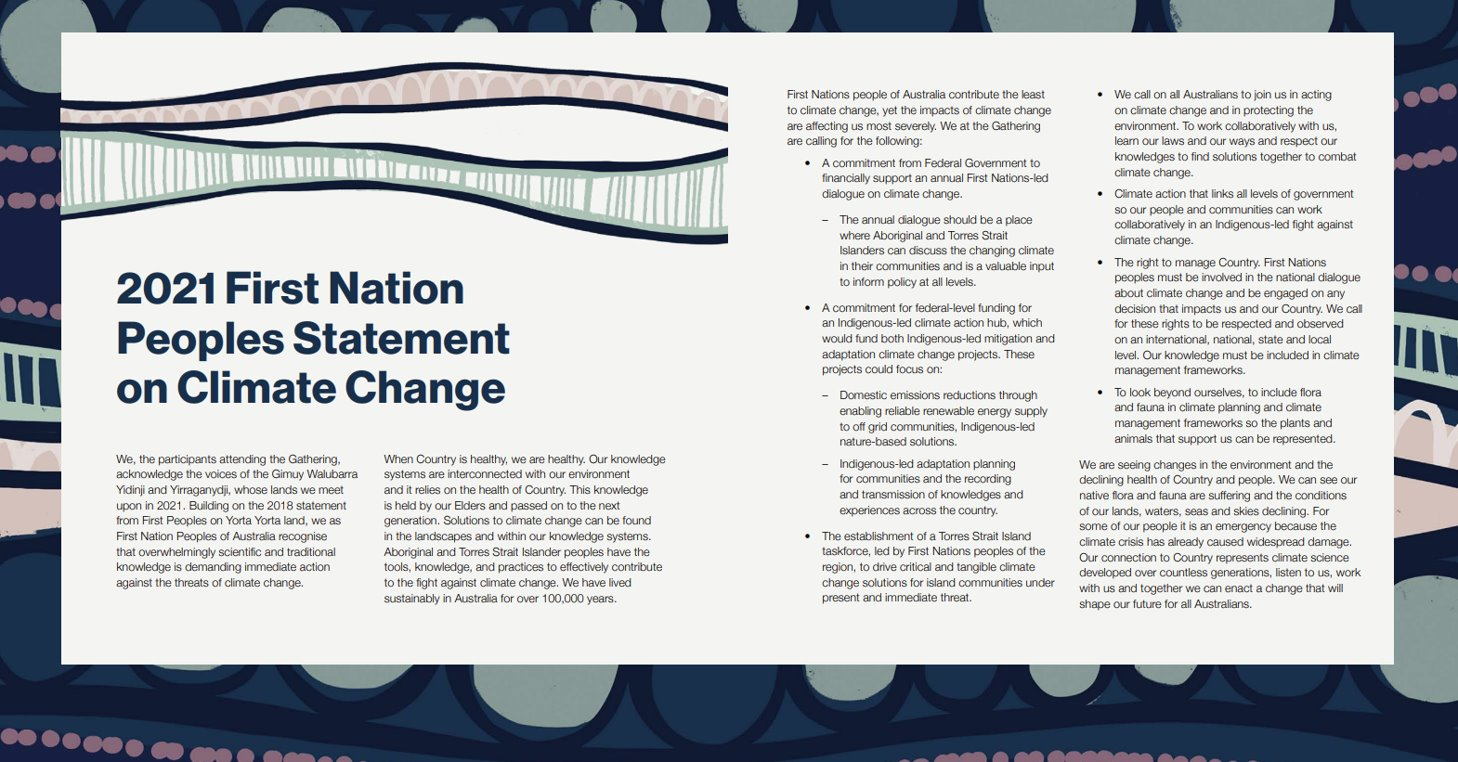 2021 First Nation
Peoples Statement
on Climate Change
We, the participants attending the Gathering,
acknowledge the voices of the Gimuy Walubarra
Yidinji and Yirraganydji, whose lands we meet
upon in 2021. Building on the 2018 statement
from First Peoples on Yorta Yorta land, we as
First Nation Peoples of Australia recognise
that overwhelmingly scientific and traditional
knowledge is demanding immediate action
against the threats of climate change.
When Country is healthy, we are healthy. Our knowledge
systems are interconnected with our environment
and it relies on the health of Country. This knowledge
is held by our Elders and passed on to the next
generation. Solutions to climate change can be found
in the landscapes and within our knowledge systems.
Aboriginal and Torres Strait Islander peoples have the
tools, knowledge, and practices to effectively contribute
to the fight against climate change. We have lived
sustainably in Australia for over 100,000 years.
First Nations people of Australia contribute the least
to climate change, yet the impacts of climate change
are affecting us most severely. We at the Gathering
are calling for the following:
• A commitment from Federal Government to
financially support an annual First Nations-led
dialogue on climate change.
– The annual dialogue should be a place
where Aboriginal and Torres Strait
Islanders can discuss the changing climate
in their communities and is a valuable input
to inform policy at all levels.
• A commitment for federal-level funding for
an Indigenous-led climate action hub, which
would fund both Indigenous-led mitigation and
adaptation climate change projects. These
projects could focus on:
– Domestic emissions reductions through
enabling reliable renewable energy supply
to off grid communities, Indigenous-led
nature-based solutions.
– Indigenous-led adaptation planning
for communities and the recording
and transmission of knowledges and
experiences across the country.
• The establishment of a Torres Strait Island
taskforce, led by First Nations peoples of the
region, to drive critical and tangible climate
change solutions for island communities under
present and immediate threat.
• We call on all Australians to join us in acting
on climate change and in protecting the
environment. To work collaboratively with us,
learn our laws and our ways and respect our
knowledges to find solutions together to combat
climate change.
• Climate action that links all levels of government
so our people and communities can work
collaboratively in an Indigenous-led fight against
climate change.
• The right to manage Country. First Nations
peoples must be involved in the national dialogue
about climate change and be engaged on any
decision that impacts us and our Country. We call
for these rights to be respected and observed
on an international, national, state and local
level. Our knowledge must be included in climate
management frameworks.
• To look beyond ourselves, to include flora
and fauna in climate planning and climate
management frameworks so the plants and
animals that support us can be represented.
We are seeing changes in the environment and the
declining health of Country and people. We can see our
native flora and fauna are suffering and the conditions
of our lands, waters, seas and skies declining. For
some of our people it is an emergency because the
climate crisis has already caused widespread damage.
Our connection to Country represents climate science
developed over countless generations, listen to us, work
with us and together we can enact a change that will
shape our future for all Australians.